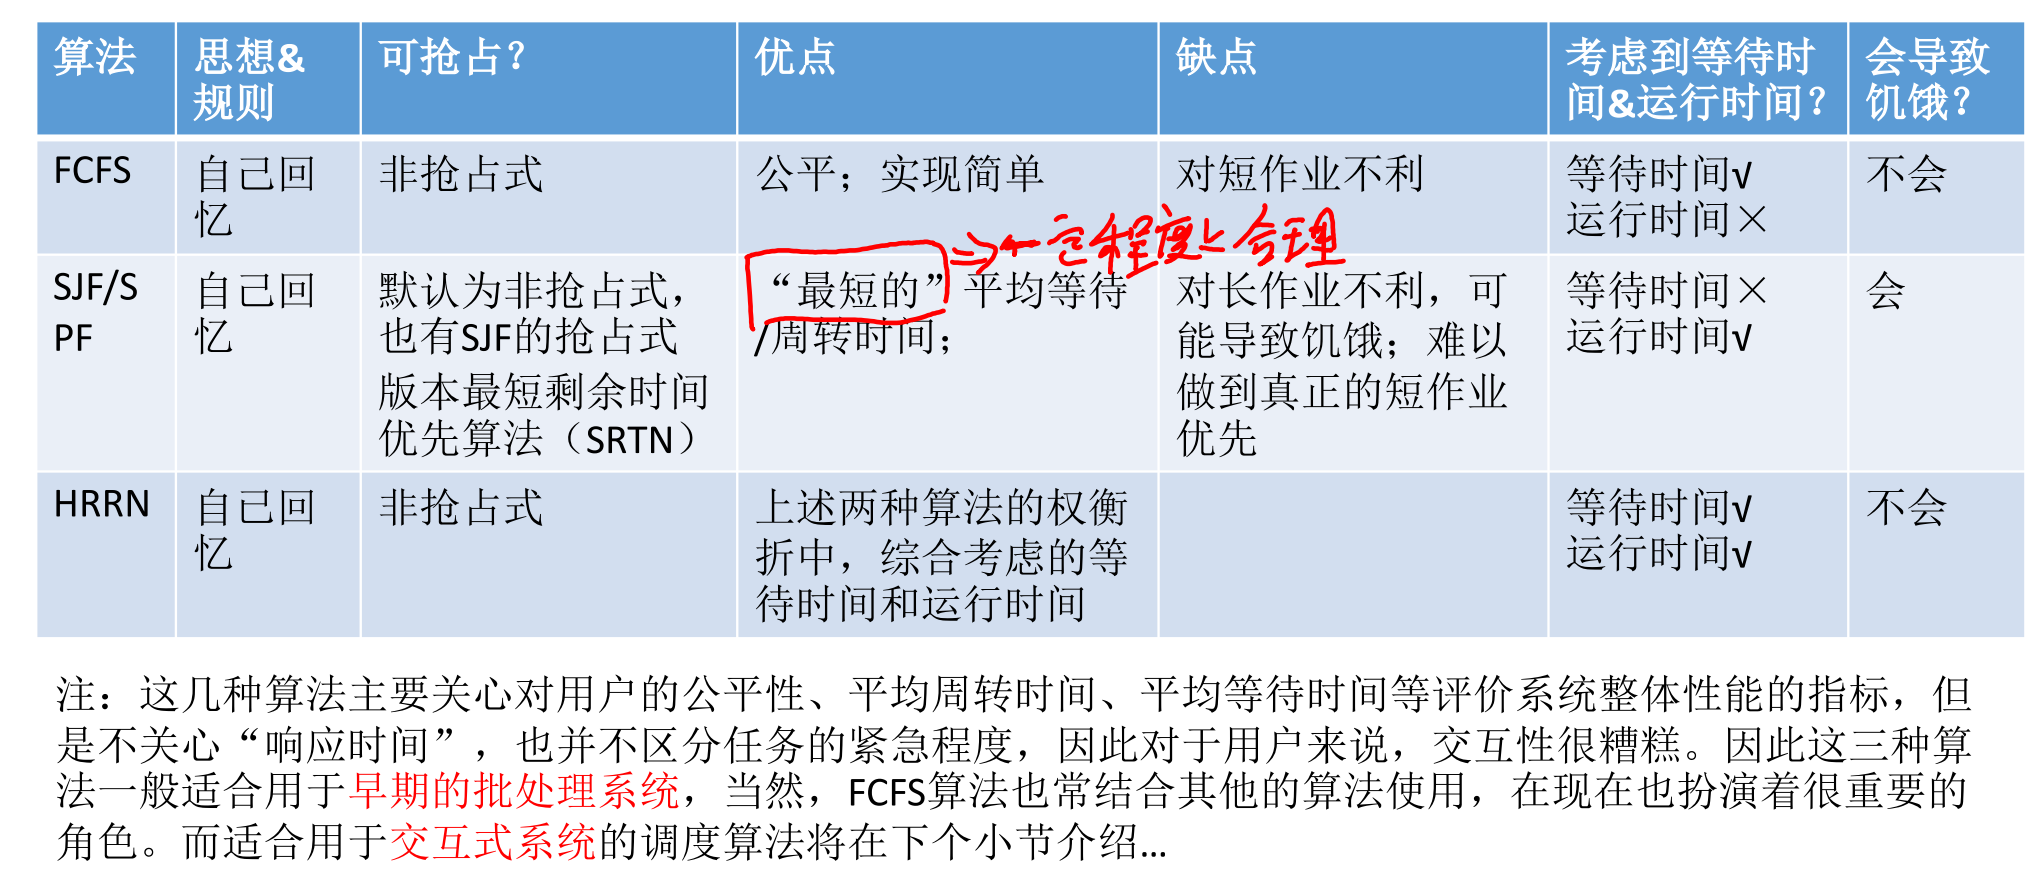 算法 思想&规则 可抢占？ 优点 缺点 考虑到等待时间&运行时间？ 会导致饥饿？
FCFS 自己回忆 非抢占式 公平；实现简单 对短作业不利 等待时间√ 运行时间× 不会
SJF/SPF 自己回忆 默认为非抢占式，也有SJF的抢占式版本最短剩余时间优先算法（SRTN） “最短的”平均等待/周转时间； 对长作业不利，可能导致饥饿；难以做到真正的短作业优先 等待时间× 运行时间√ 会
一定程度上合理
HRRN 自己回忆 非抢占式 上述两种算法的权衡折中，综合考虑的等待时间和运行时间 等待时间√ 运行时间√ 不会
注：这几种算法主要关心对用户的公平性、平均周转时间、平均等待时间等评价系统整体性能的指标，但
是不关心“响应时间”，也并不区分任务的紧急程度，因此对于用户来说，交互性很糟糕。因此这三种算
法一般适合用于早期的批处理系统，当然，FCFS算法也常结合其他的算法使用，在现在也扮演着很重要的
角色。而适合用于交互式系统的调度算法将在下个小节介绍...